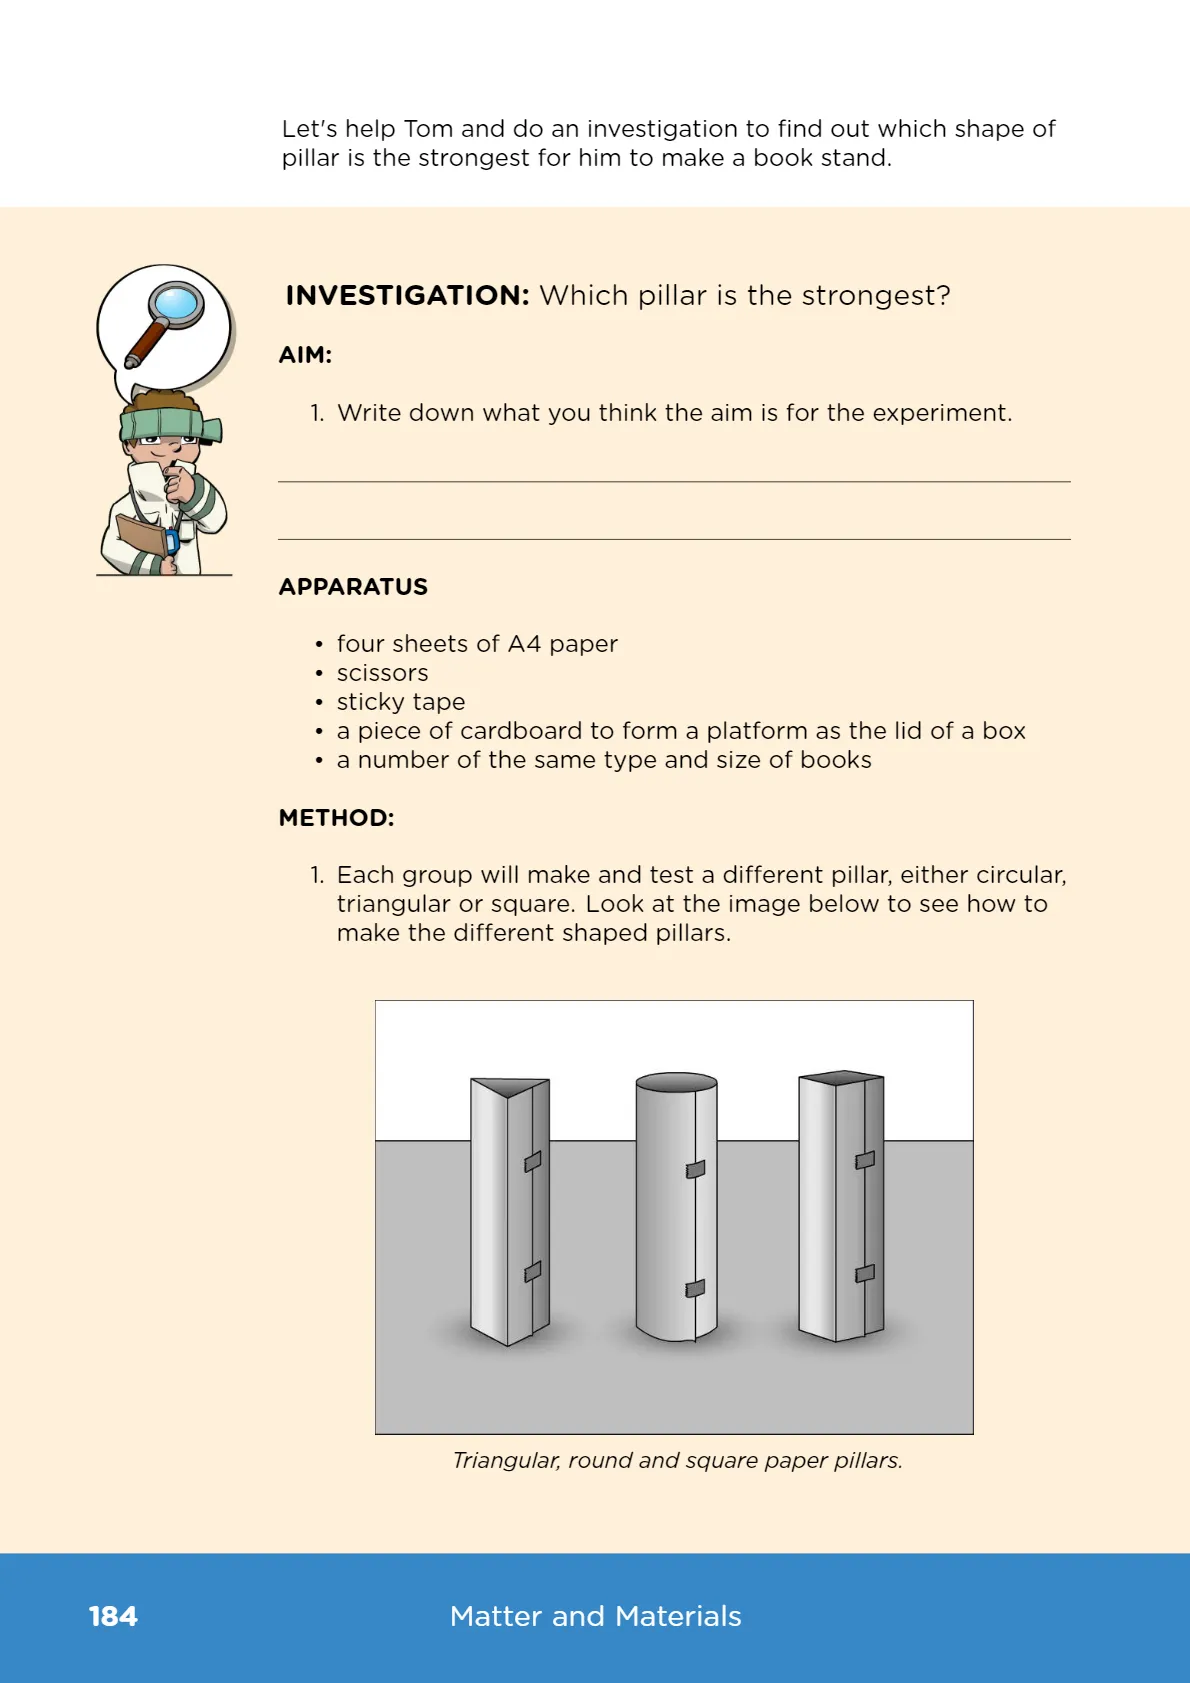 Let's help Tom and do an investigation to find out which shape of
pillar is the strongest for him to make a book stand.
INVESTIGATION: Which pillar is the strongest?
AIM:
1. Write down what you think the aim is for the experiment.
APPARATUS
• four sheets of A4 paper
• scissors
• sticky tape
• a piece of cardboard to form a platform as the lid of a box
• a number of the same type and size of books
METHOD:
1. Each group will make and test a different pillar, either circular,
triangular or square. Look at the image below to see how to
make the different shaped pillars.
Triangular, round and square paper pillars.
184 Matter and Materials